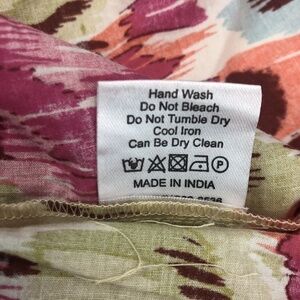 Hand Wash
Do Not Bleach
Do Not Tumble Dry
Cool Iron
Can Be Dry Clean
P
MADE IN INDIA